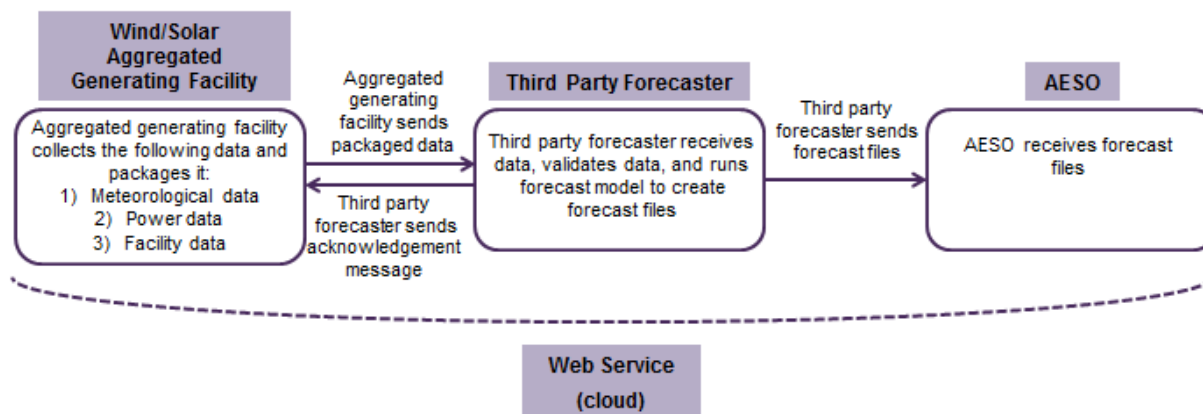 Wind/Solar
Aggregated
Generating Facility
Aggregated generating facility
collects the following data and
packages it:
1) Meteorological data
2) Power data
3) Facility data
Aggregated
generating
facility sends
packaged data
Third party
forecaster sends
acknowledgement
message
Third Party Forecaster
Third party forecaster receives
data, validates data, and runs
forecast model to create
forecast files
Third party
forecaster sends
forecast files
AESO
AESO receives forecast
files
Web Service
(cloud)